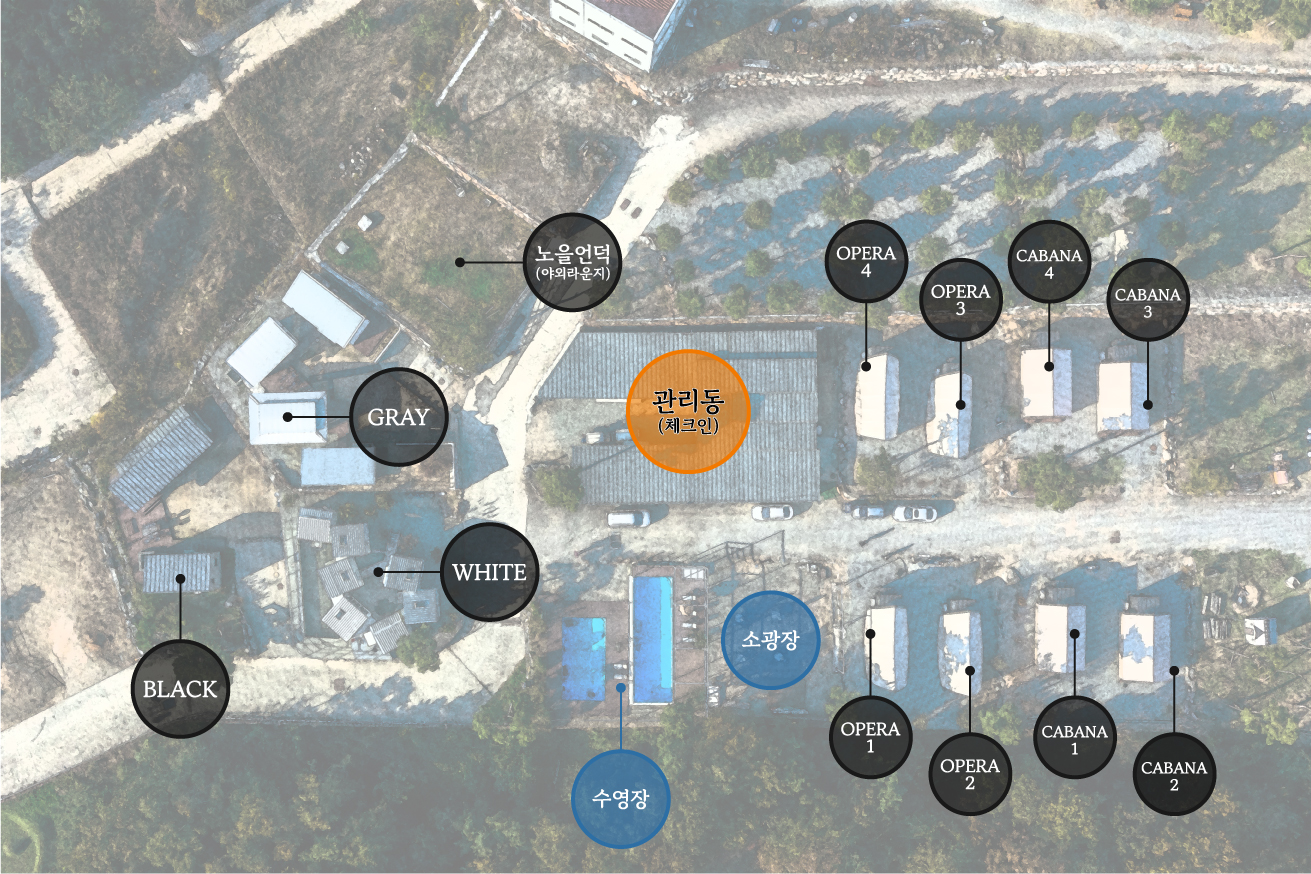 노을언덕
(야외라운지)
OPERA
4
OPERA
3
CABANA
4
CABANA
3
관리동
(체크인)
GRAY
WHITE
BLACK
소광장
수영장
OPERA
1
OPERA
2
CABANA
1
CABANA
2